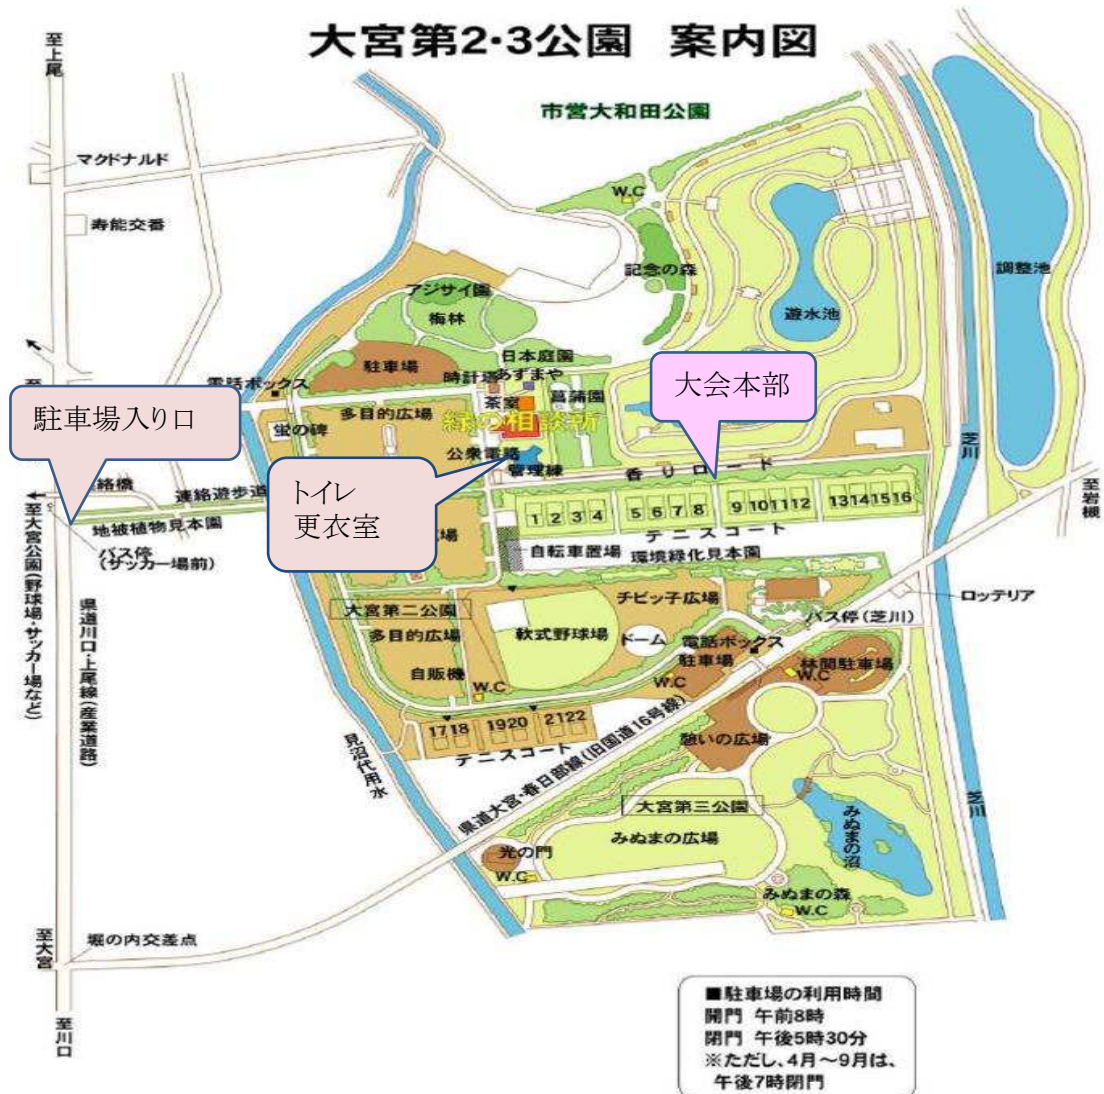 大宮第2・3公園 案内図
市営大和田公園
至上尾
マクドナルド
寿能交番
W.C
記念の森
調整池
遊水池
アジサイ園
梅林
駐車場
日本庭園
あずまや
時計塔
茶室
菖蒲園
電話ボックス
大会本部
駐車場入り口
多目的広場
蛍の碑
緑の相談所
公衆電話
管理棟
香りロード
芝川
至岩槻
トイレ
更衣室
絡橋
連絡遊歩道
地被植物見本園
至大宮公園(野球場・サッカー場など)
バス停
(サッカー場前)
1 2 3 4
5 6 7 8
9 10 11 12
13 14 15 16
テニスコート
自転車置場
環境緑化見本園
広場
県道川口・上尾線(産業道路)
大宮第二公園
チビッ子広場
ロッテリア
バス停(芝川)
多目的広場
軟式野球場
ドーム
電話ボックス
駐車場
林間駐車場
自販機
W.C
W.C
W.C
17 18
19 20
21 22
テニスコート
憩いの広場
見沼代用水
県道大宮・春日部線(旧国道16号線)
大宮第三公園
みぬまの広場
みぬまの沼
芝川
光の門
W.C
みぬまの森
W.C
至大宮
堀の内交差点
至川口
■駐車場の利用時間
開門 午前8時
閉門 午後5時30分
※ただし、4月～9月は、
午後7時閉門